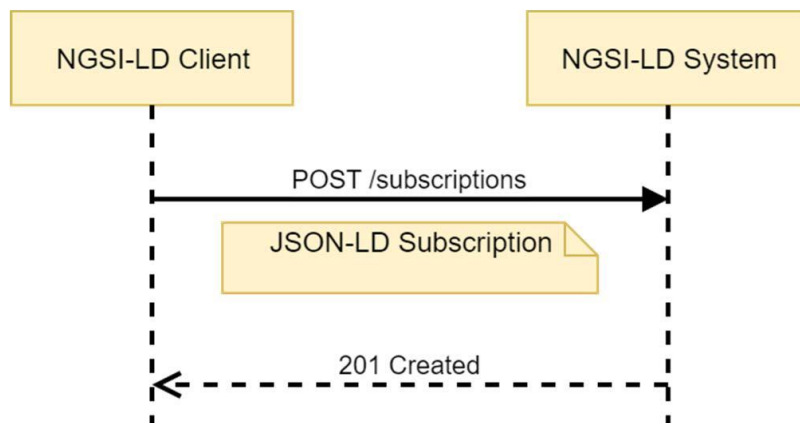 NGSI-LD Client
NGSI-LD System
POST /subscriptions
JSON-LD Subscription
201 Created